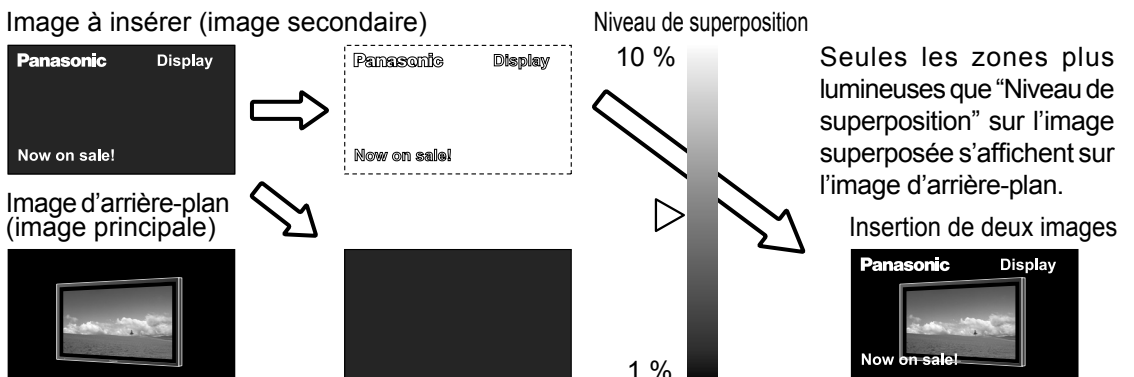 Image à insérer (image secondaire)
Panasonic Display
Now on sale!
Panasonic Display
Now on sale!
Image d'arrière-plan
(image principale)
Niveau de superposition
10 %
1 %
Seules les zones plus
lumineuses que “Niveau de
superposition” sur l'image
superposée s'affichent sur
l'image d'arrière-plan.
Insertion de deux images
Panasonic Display
Now on sale!